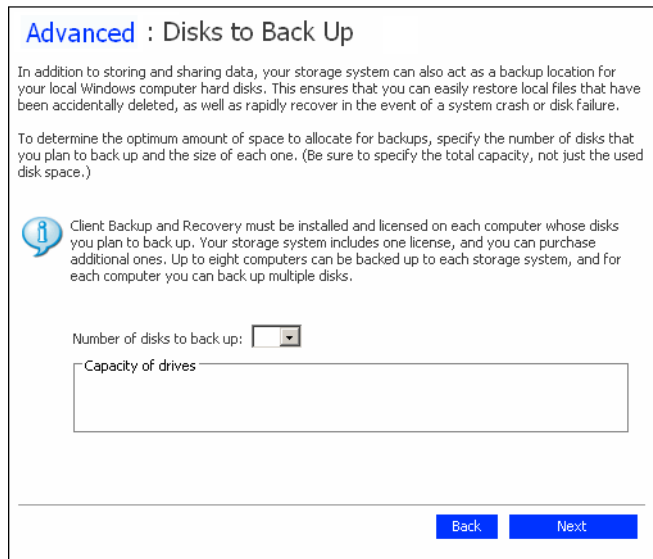 Advanced : Disks to Back Up
In addition to storing and sharing data, your storage system can also act as a backup location for
your local Windows computer hard disks. This ensures that you can easily restore local files that have
been accidentally deleted, as well as rapidly recover in the event of a system crash or disk failure.
To determine the optimum amount of space to allocate for backups, specify the number of disks that
you plan to back up and the size of each one. (Be sure to specify the total capacity, not just the used
disk space.)
Client Backup and Recovery must be installed and licensed on each computer whose disks
you plan to back up. Your storage system includes one license, and you can purchase
additional ones. Up to eight computers can be backed up to each storage system, and for
each computer you can back up multiple disks.
Number of disks to back up:
Capacity of drives
Back Next